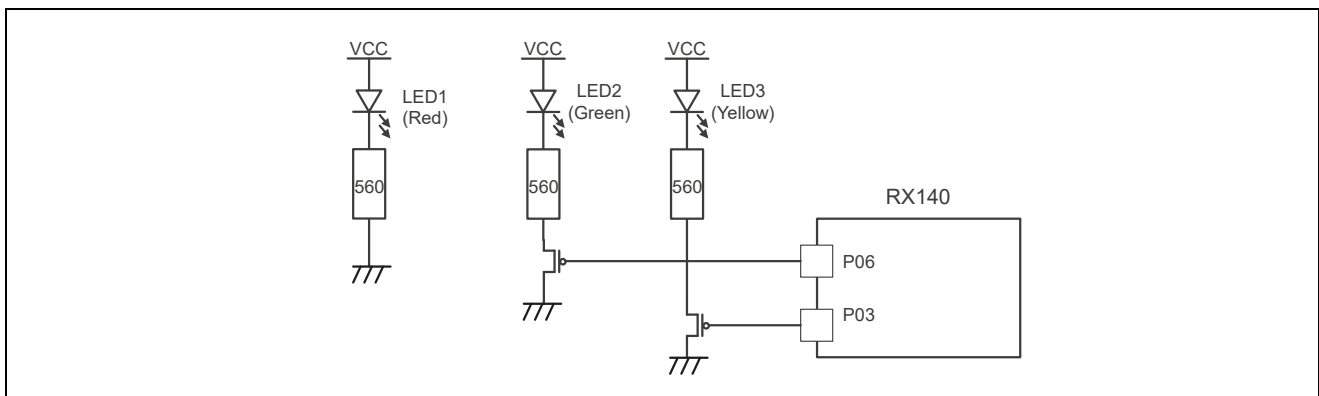 VCC
LED1
(Red)
560
VCC
LED2
(Green)
560
VCC
LED3
(Yellow)
560
RX140
P06
P03